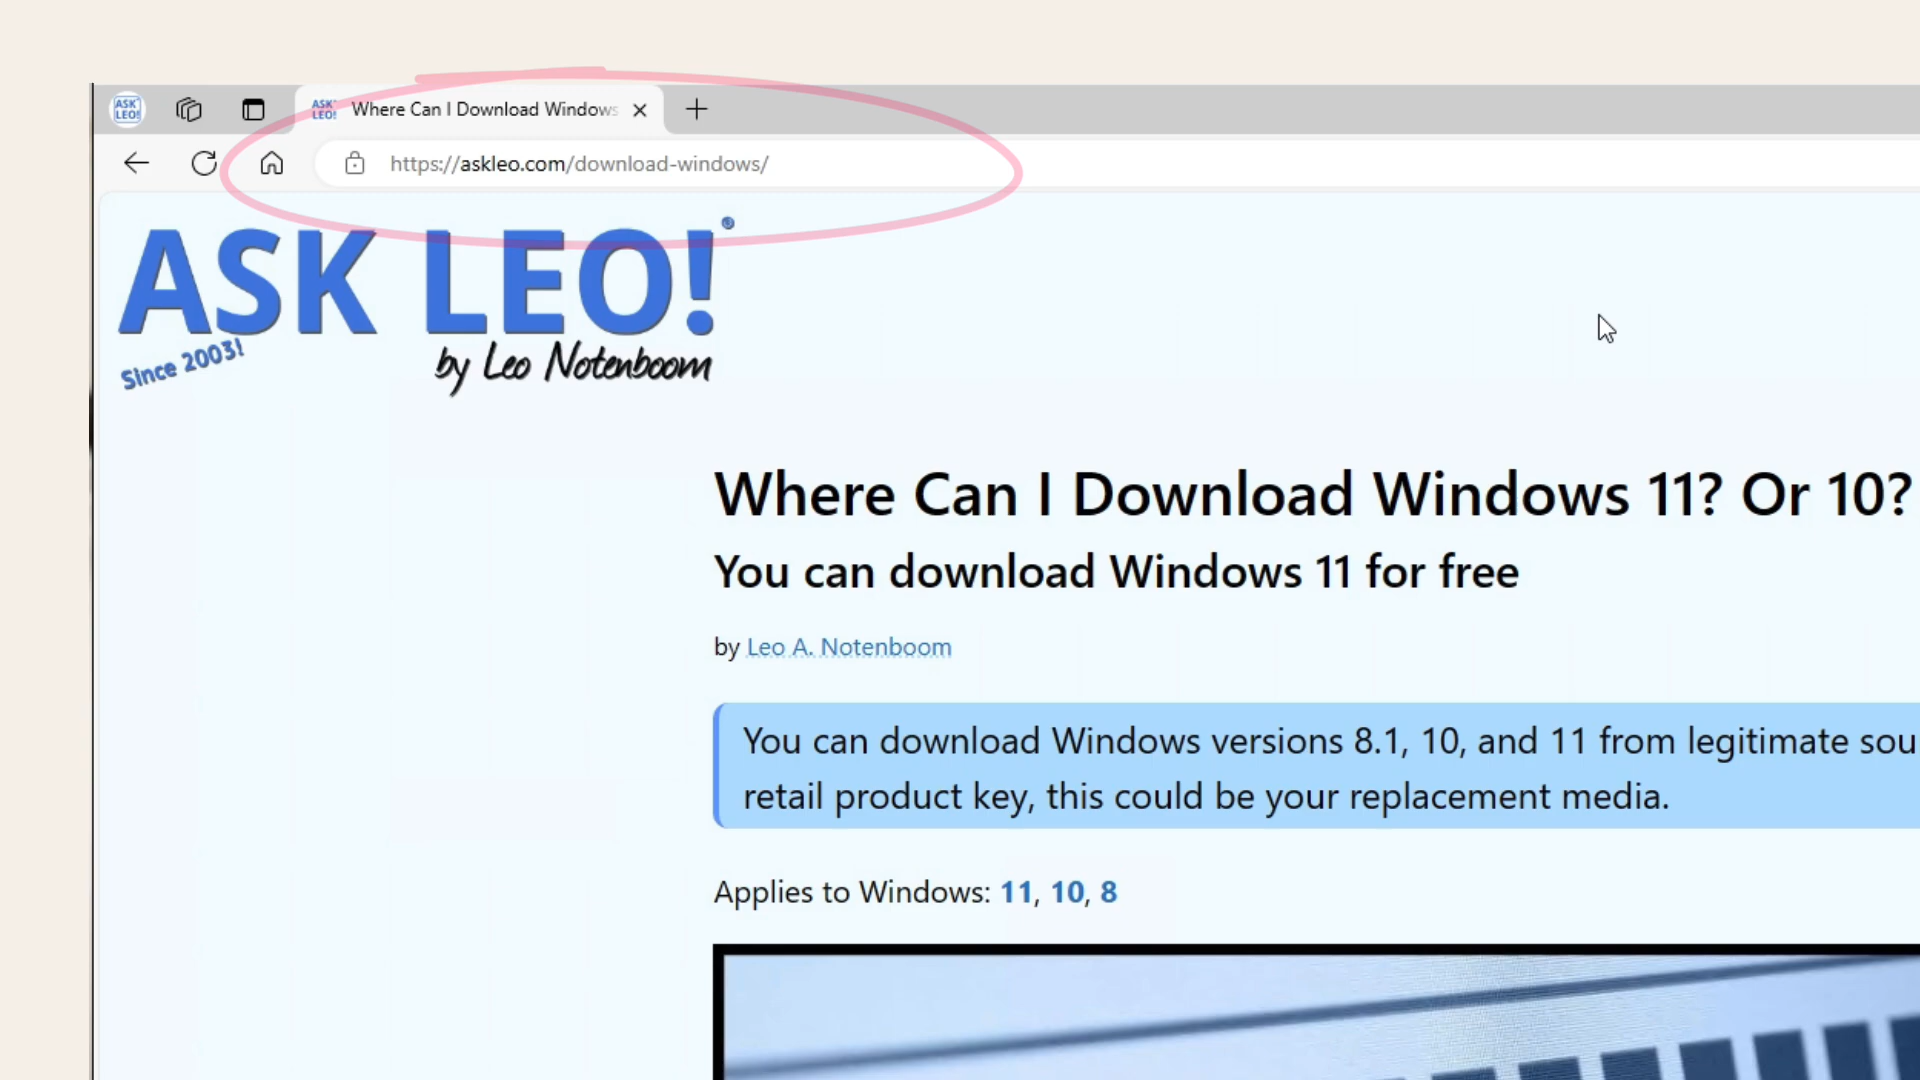 ASK LEO!
ASK LEO! Where Can I Download Windows
https://askleo.com/download-windows/
ASK LEO!
Since 2003!
by Leo Notenboom
Where Can I Download Windows 11? Or 10?
You can download Windows 11 for free
by Leo A. Notenboom
You can download Windows versions 8.1, 10, and 11 from legitimate sou
retail product key, this could be your replacement media.
Applies to Windows: 11, 10, 8